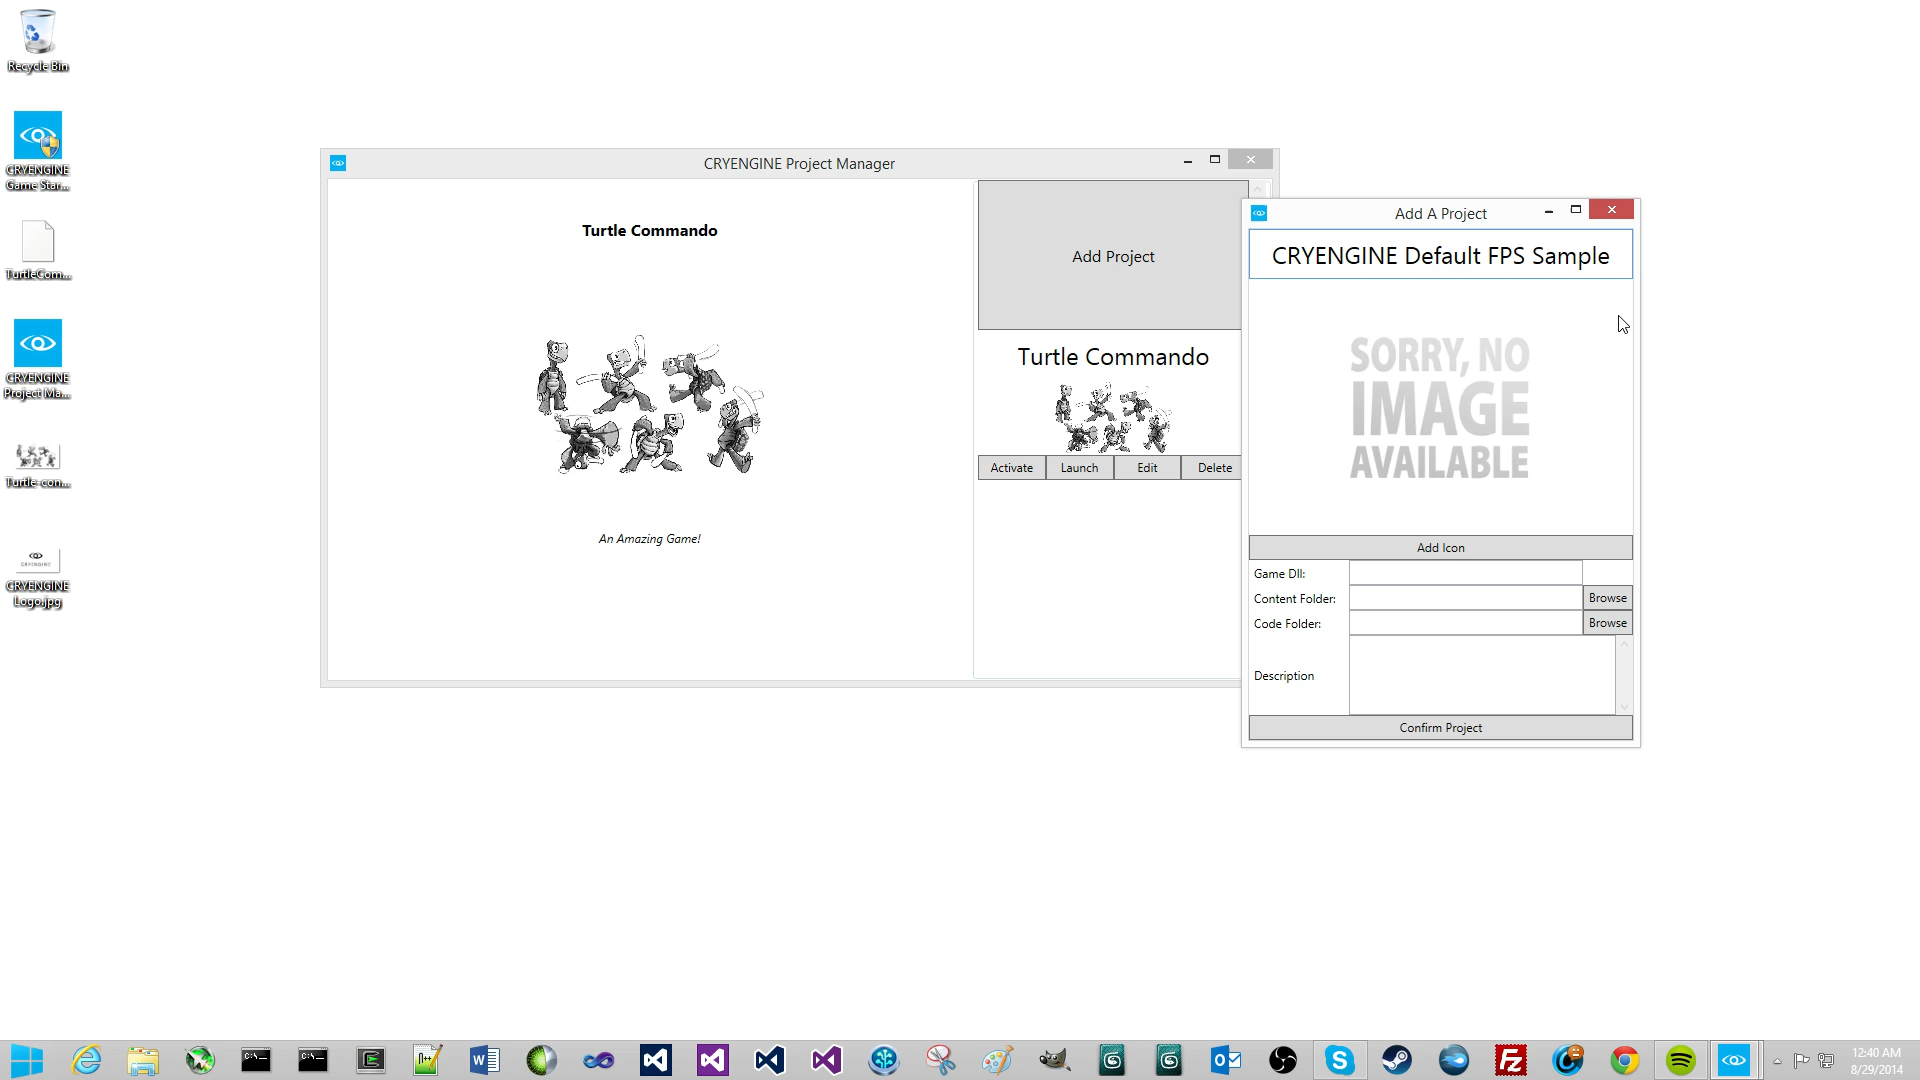 Recycle Bin
CRYENGINE
Game Star...
TurtleCom...
CRYENGINE
Project Ma...
Turtle-con...
CRYENGINE
CRYENGINE
Logo.jpg
CRYENGINE Project Manager
Turtle Commando
An Amazing Game!
Add Project
Turtle Commando
Activate Launch Edit Delete
Add A Project
CRYENGINE Default FPS Sample
SORRY, NO
IMAGE
AVAILABLE
Add Icon
Game Dll:
Content Folder: Browse
Code Folder: Browse
Description
Confirm Project
12:40 AM
8/29/2014